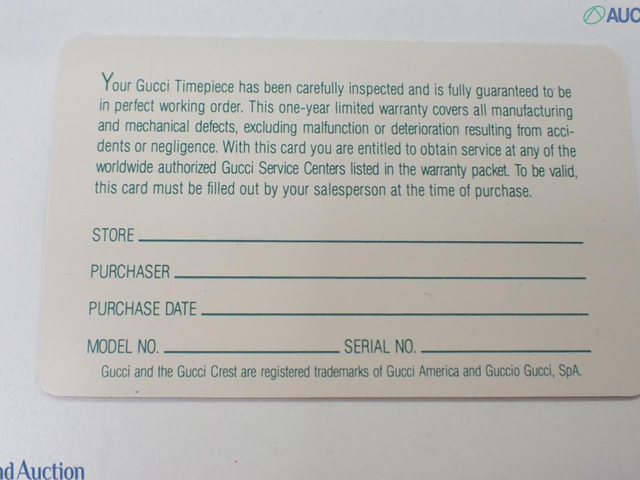 AUC
Your Gucci Timepiece has been carefully inspected and is fully guaranteed to be
in perfect working order. This one-year limited warranty covers all manufacturing
and mechanical defects, excluding malfunction or deterioration resulting from acci-
dents or negligence. With this card you are entitled to obtain service at any of the
worldwide authorized Gucci Service Centers listed in the warranty packet. To be valid,
this card must be filled out by your salesperson at the time of purchase.
STORE
PURCHASER
PURCHASE DATE
MODEL NO. SERIAL NO.
Gucci and the Gucci Crest are registered trademarks of Gucci America and Guccio Gucci, SpA.
nd Auction